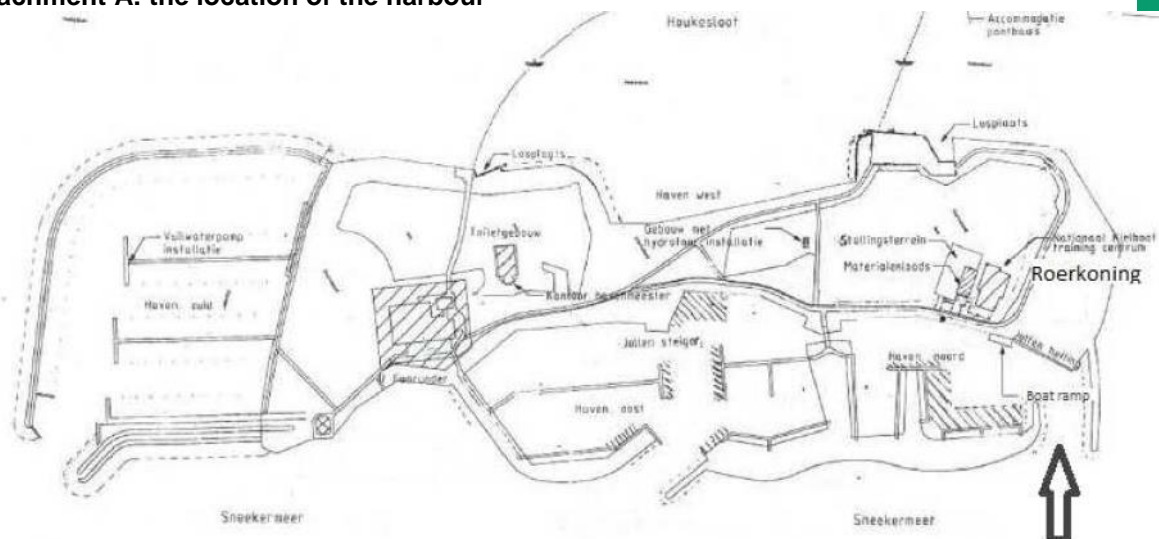 achment A: the location of the harbour
Houkesloot
Accommodatie
ponthuis
Losplaats
Losplaats
Haven west
Vuilwaterpomp
installatie
Toiletgebouw
Gebouw met
hydrofoor installatie
Stallingsterrein
Nationaal Kielboot
training centrum
Materialenloods
Roerkoning
Kantoor havenmeester
Haven zuid
Jollen steiger
Haven noord
Jollen helling
Boat ramp
Haven oost
Sneekermeer
Sneekermeer